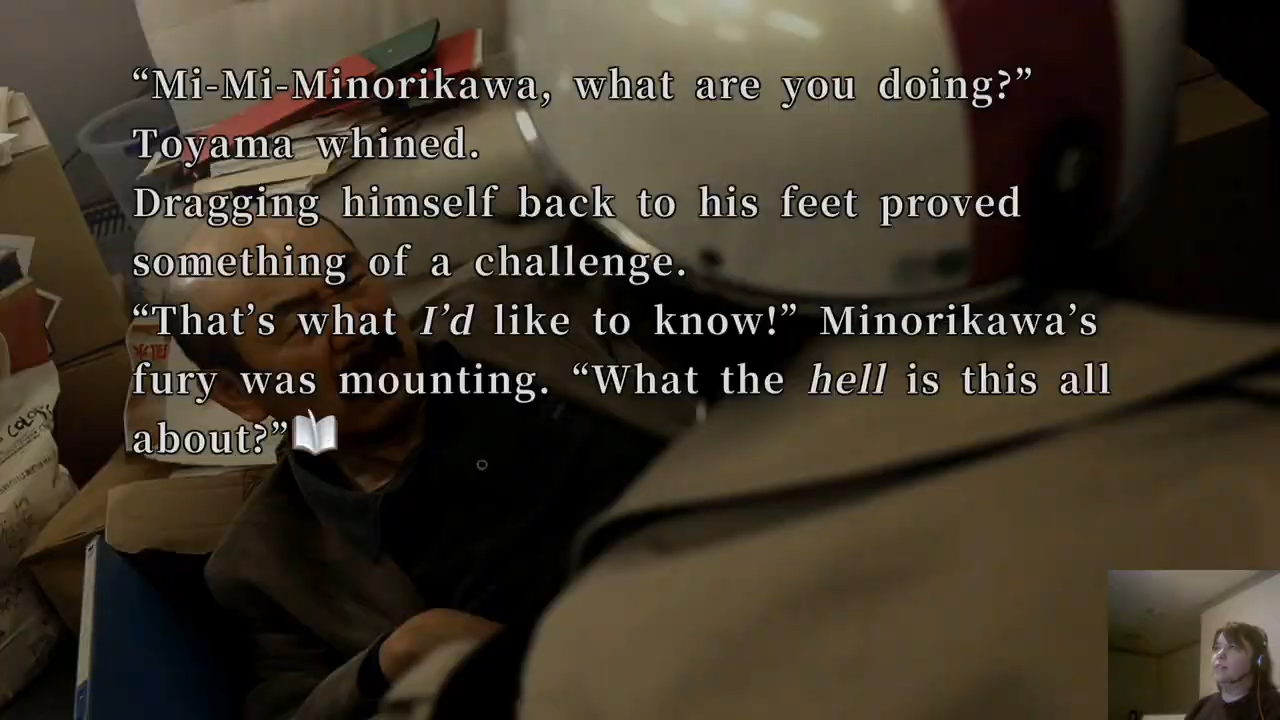 “Mi-Mi-Minorikawa, what are you doing?”
Toyama whined.
Dragging himself back to his feet proved
something of a challenge.
“That’s what I’d like to know!” Minorikawa’s
fury was mounting. “What the hell is this all
about?”